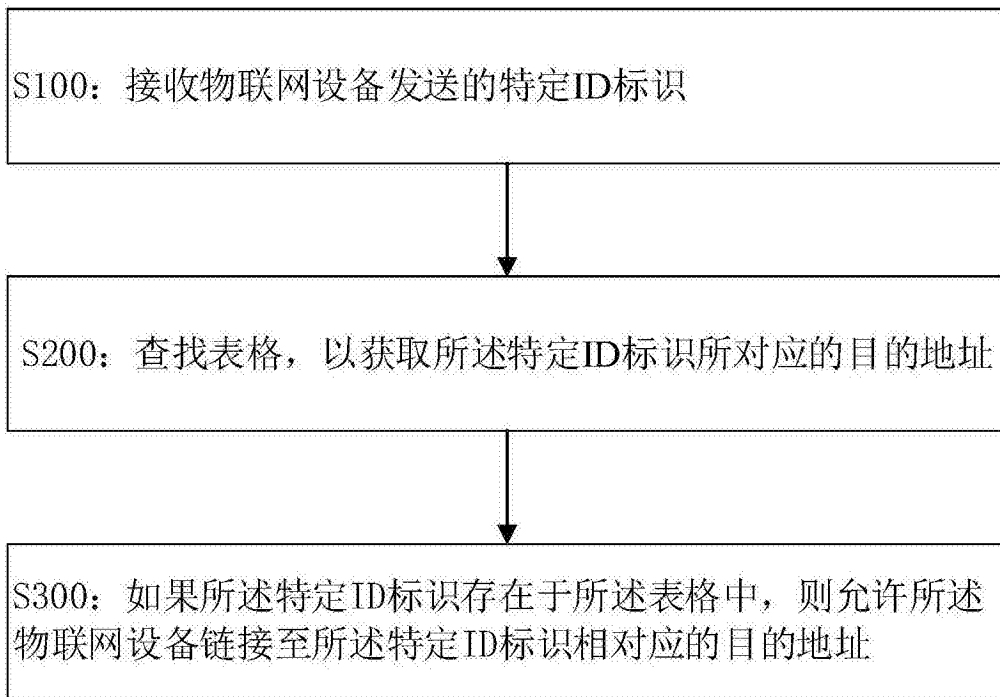 S100：接收物联网设备发送的特定ID标识
S200：查找表格，以获取所述特定ID标识所对应的目的地址
S300：如果所述特定ID标识存在于所述表格中，则允许所述
物联网设备链接至所述特定ID标识相对应的目的地址